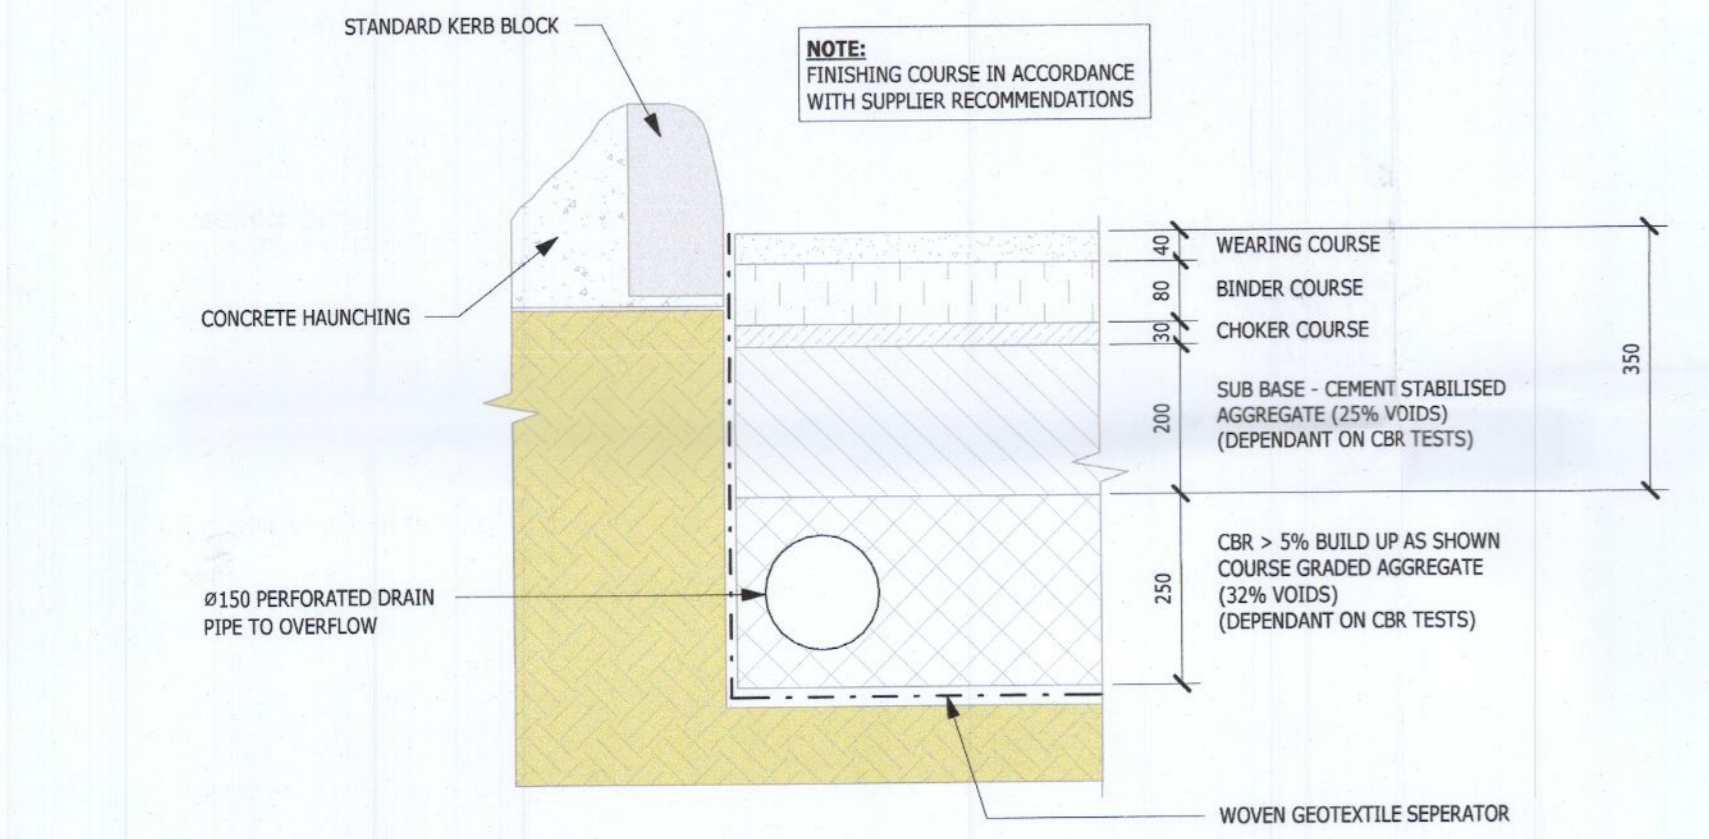 STANDARD KERB BLOCK
NOTE:
FINISHING COURSE IN ACCORDANCE
WITH SUPPLIER RECOMMENDATIONS
40
WEARING COURSE
80
BINDER COURSE
CONCRETE HAUNCHING
30
CHOKER COURSE
350
200
SUB BASE - CEMENT STABILISED
AGGREGATE (25% VOIDS)
(DEPENDANT ON CBR TESTS)
250
CBR > 5% BUILD UP AS SHOWN
COURSE GRADED AGGREGATE
(32% VOIDS)
(DEPENDANT ON CBR TESTS)
Ø150 PERFORATED DRAIN
PIPE TO OVERFLOW
WOVEN GEOTEXTILE SEPERATOR